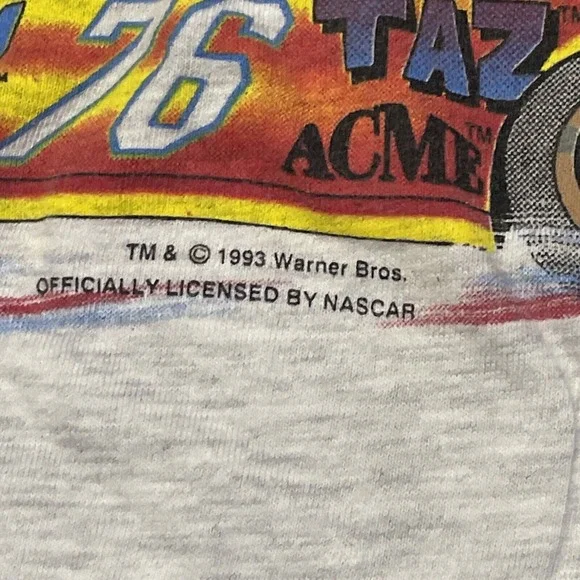 76 TAZ™
ACME™
TM & © 1993 Warner Bros.
OFFICIALLY LICENSED BY NASCAR